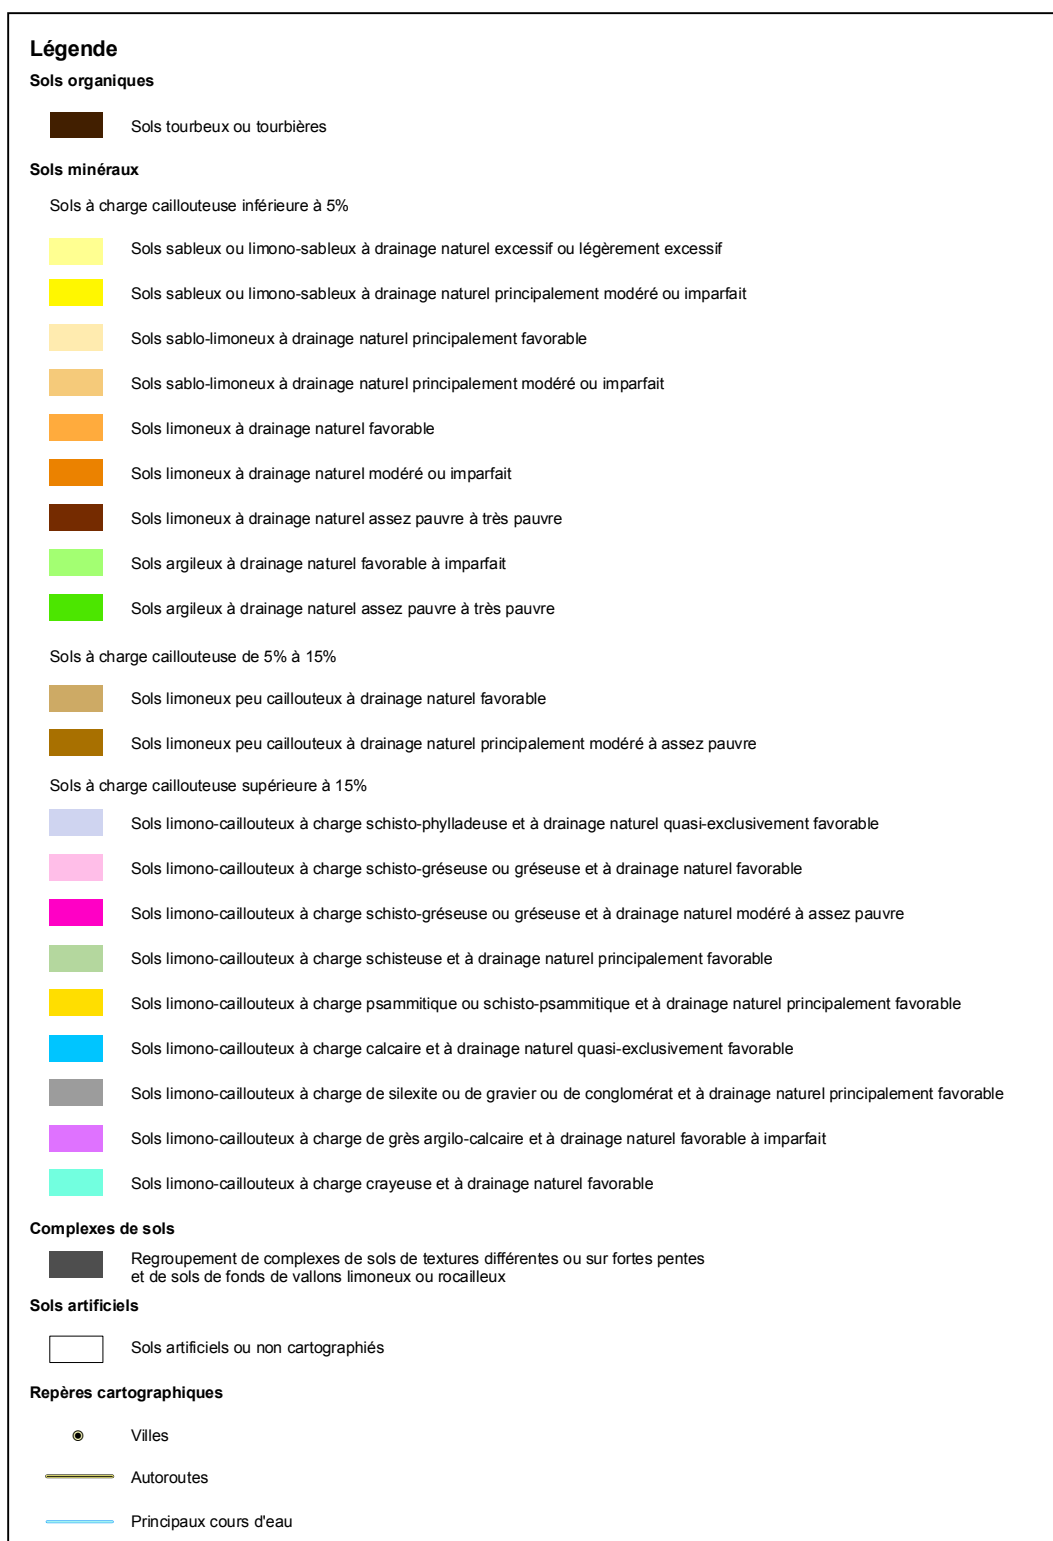 Légende
Sols organiques
Sols tourbeux ou tourbières
Sols minéraux
Sols à charge caillouteuse inférieure à 5%
Sols sableux ou limono-sableux à drainage naturel excessif ou légèrement excessif
Sols sableux ou limono-sableux à drainage naturel principalement modéré ou imparfait
Sols sablo-limoneux à drainage naturel principalement favorable
Sols sablo-limoneux à drainage naturel principalement modéré ou imparfait
Sols limoneux à drainage naturel favorable
Sols limoneux à drainage naturel modéré ou imparfait
Sols limoneux à drainage naturel assez pauvre à très pauvre
Sols argileux à drainage naturel favorable à imparfait
Sols argileux à drainage naturel assez pauvre à très pauvre
Sols à charge caillouteuse de 5% à 15%
Sols limoneux peu caillouteux à drainage naturel favorable
Sols limoneux peu caillouteux à drainage naturel principalement modéré à assez pauvre
Sols à charge caillouteuse supérieure à 15%
Sols limono-caillouteux à charge schisto-phylladeuse et à drainage naturel quasi-exclusivement favorable
Sols limono-caillouteux à charge schisto-gréseuse ou gréseuse et à drainage naturel favorable
Sols limono-caillouteux à charge schisto-gréseuse ou gréseuse et à drainage naturel modéré à assez pauvre
Sols limono-caillouteux à charge schisteuse et à drainage naturel principalement favorable
Sols limono-caillouteux à charge psammitique ou schisto-psammitique et à drainage naturel principalement favorable
Sols limono-caillouteux à charge calcaire et à drainage naturel quasi-exclusivement favorable
Sols limono-caillouteux à charge de silexite ou de gravier ou de conglomérat et à drainage naturel principalement favorable
Sols limono-caillouteux à charge de grès argilo-calcaire et à drainage naturel favorable à imparfait
Sols limono-caillouteux à charge crayeuse et à drainage naturel favorable
Complexes de sols
Regroupement de complexes de sols de textures différentes ou sur fortes pentes
et de sols de fonds de vallons limoneux ou rocailleux
Sols artificiels
Sols artificiels ou non cartographiés
Repères cartographiques
Villes
Autoroutes
Principaux cours d'eau